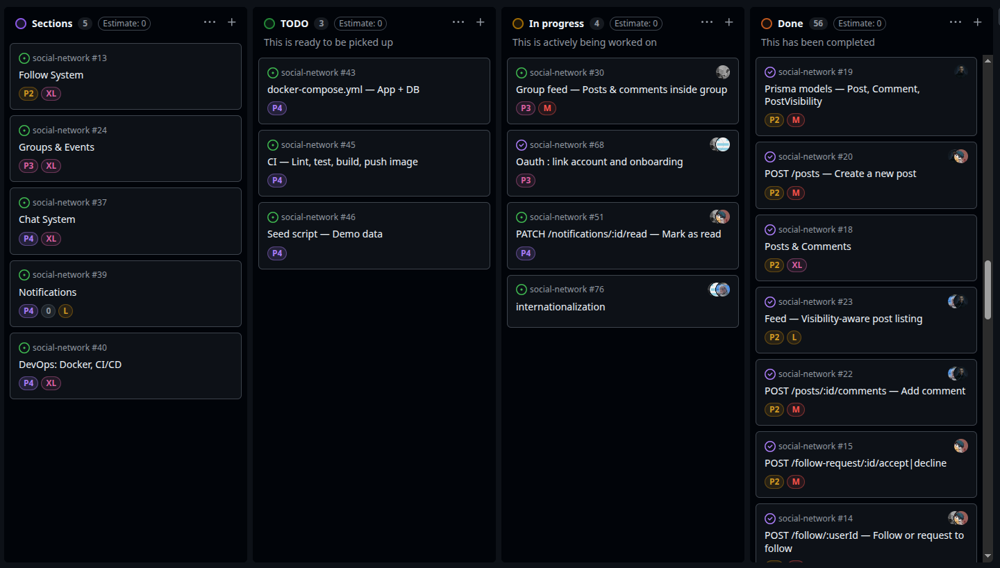 Sections 5 Estimate: 0
social-network #13
Follow System
P2 XL
social-network #24
Groups & Events
P3 XL
social-network #37
Chat System
P4 XL
social-network #39
Notifications
P4 0 L
social-network #40
DevOps: Docker, CI/CD
P4 XL
TODO 3 Estimate: 0
This is ready to be picked up
social-network #43
docker-compose.yml — App + DB
P4
social-network #45
CI — Lint, test, build, push image
P4
social-network #46
Seed script — Demo data
P4
In progress 4 Estimate: 0
This is actively being worked on
social-network #30
Group feed — Posts & comments inside group
P3 M
social-network #68
Oauth : link account and onboarding
P3
social-network #51
PATCH /notifications/:id/read — Mark as read
P4
social-network #76
internationalization
Done 56 Estimate: 0
This has been completed
social-network #19
Prisma models — Post, Comment,
PostVisibility
P2 M
social-network #20
POST /posts — Create a new post
P2 M
social-network #18
Posts & Comments
P2 XL
social-network #23
Feed — Visibility-aware post listing
P2 L
social-network #22
POST /posts/:id/comments — Add comment
P2 M
social-network #15
POST /follow-request/:id/accept|decline
P2 M
social-network #14
POST /follow/:userId — Follow or request to
follow